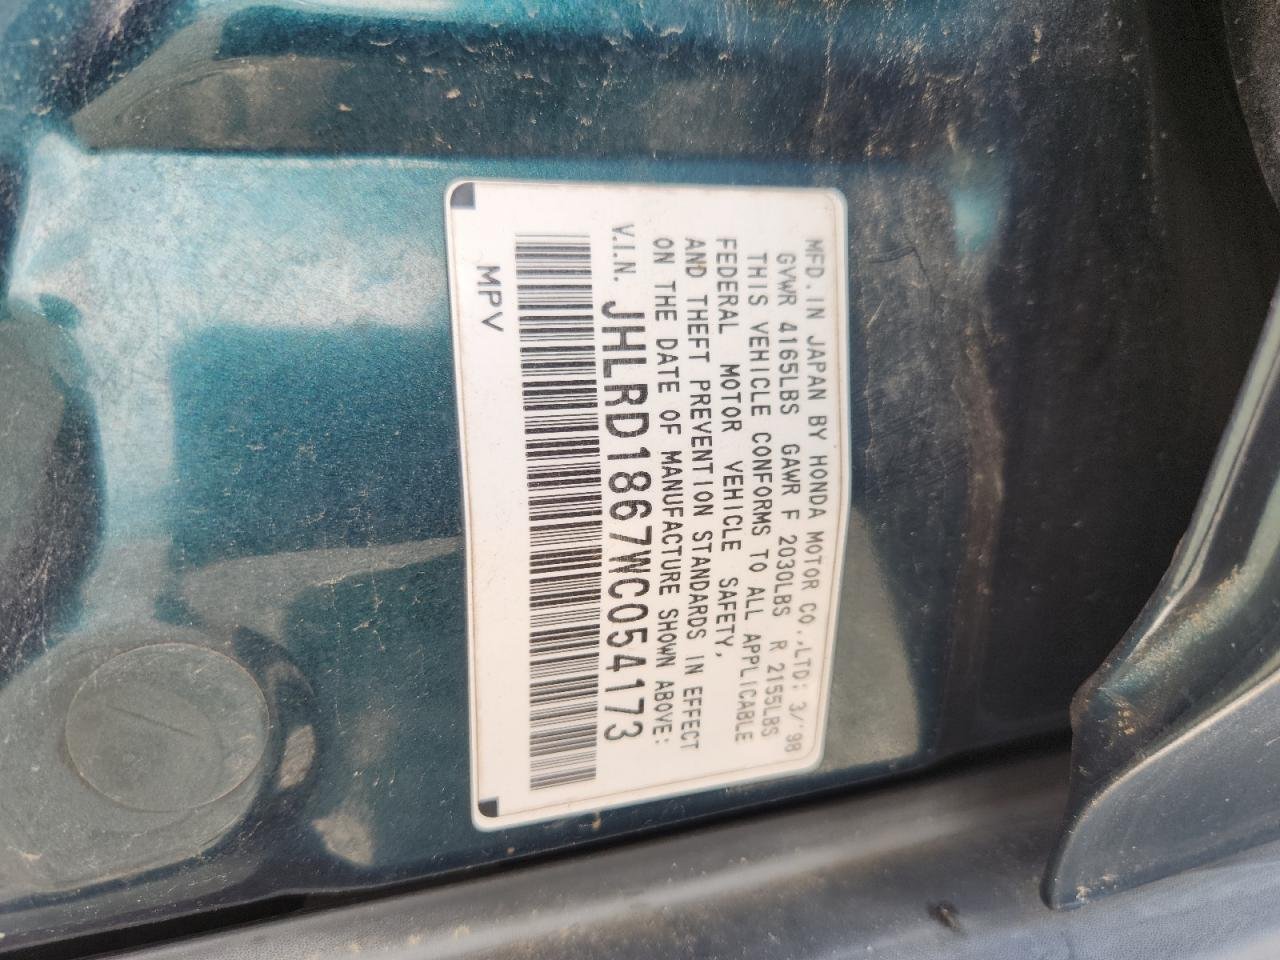 MFD. IN JAPAN BY HONDA MOTOR CO.,LTD: 3/'98
GVWR 4165LBS GAWR F 2030LBS R 2155LBS
THIS VEHICLE CONFORMS TO ALL APPLICABLE
FEDERAL MOTOR VEHICLE SAFETY,
AND THEFT PREVENTION STANDARDS IN EFFECT
ON THE DATE OF MANUFACTURE SHOWN ABOVE:
V.I.N. JHLRD1867WC054173
MPV